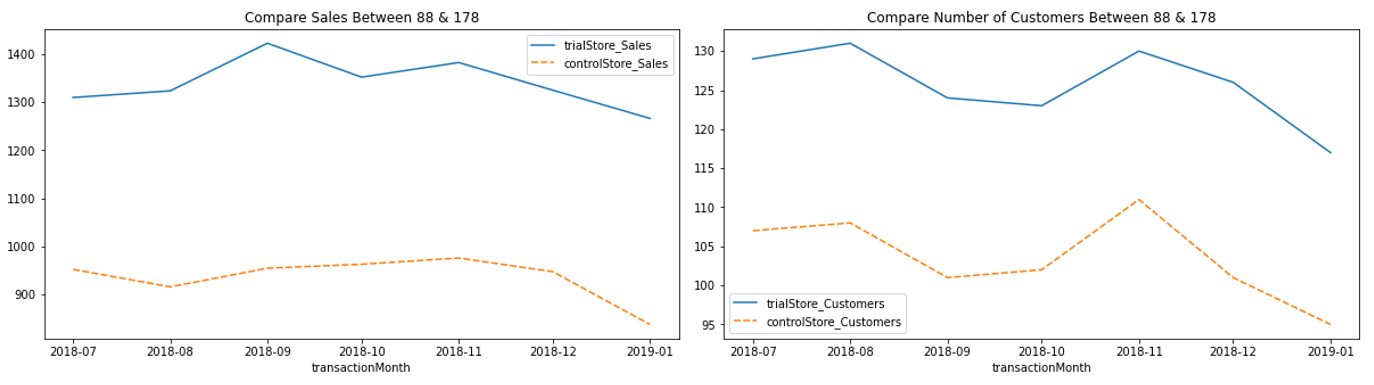 Compare Sales Between 88 & 178
1400
1300
1200
1100
1000
900
trialStore_Sales
controlStore_Sales
2018-07 2018-08 2018-09 2018-10 2018-11 2018-12 2019-01
transactionMonth
Compare Number of Customers Between 88 & 178
130
125
120
115
110
105
100
95
trialStore_Customers
controlStore_Customers
2018-07 2018-08 2018-09 2018-10 2018-11 2018-12 2019-01
transactionMonth